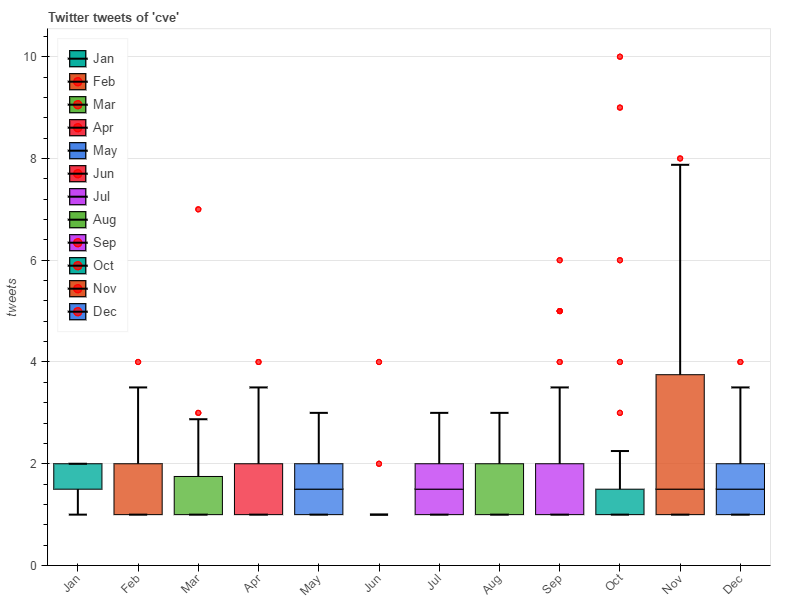 Twitter tweets of 'cve'
Jan
Feb
Mar
Apr
May
Jun
Jul
Aug
Sep
Oct
Nov
Dec
tweets
10
8
6
4
2
0
Jan
Feb
Mar
Apr
May
Jun
Jul
Aug
Sep
Oct
Nov
Dec